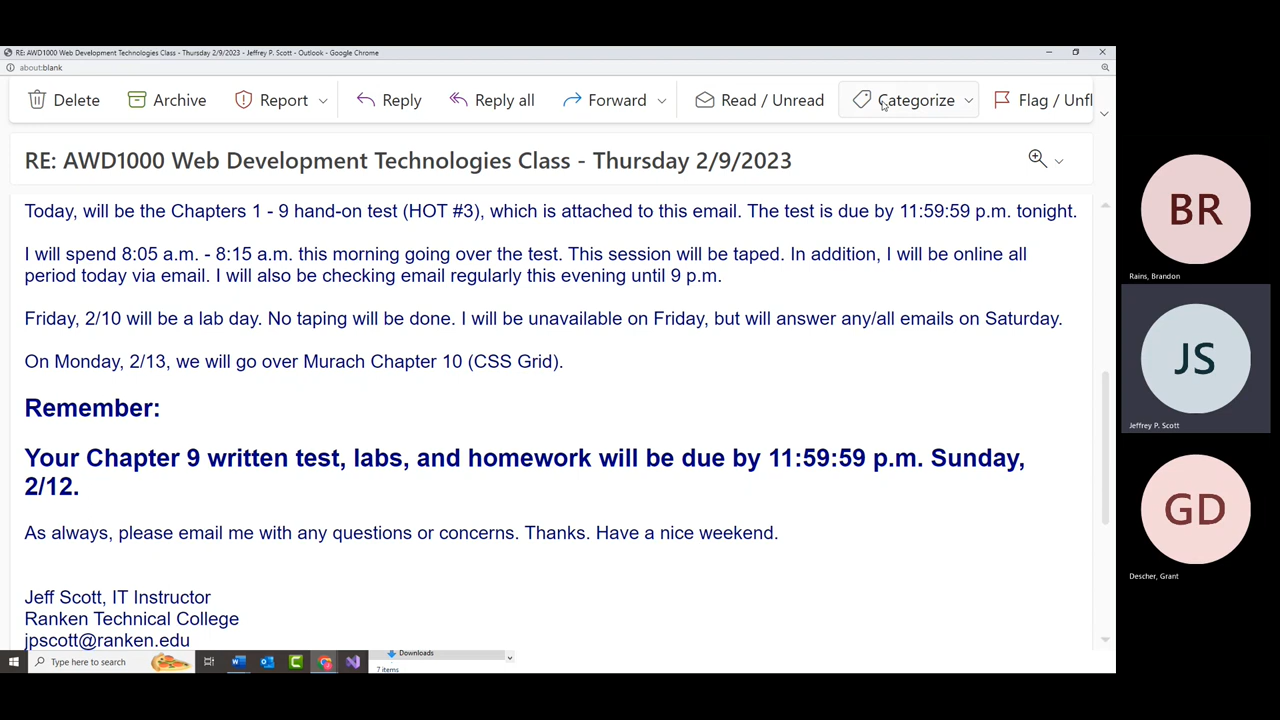 RE: AWD1000 Web Development Technologies Class - Thursday 2/9/2023 - Jeffrey P. Scott - Outlook - Google Chrome
about:blank
Delete Archive Report Reply Reply all Forward Read / Unread Categorize Flag / Unfl
RE: AWD1000 Web Development Technologies Class - Thursday 2/9/2023
Today, will be the Chapters 1 - 9 hand-on test (HOT #3), which is attached to this email. The test is due by 11:59:59 p.m. tonight.
I will spend 8:05 a.m. - 8:15 a.m. this morning going over the test. This session will be taped. In addition, I will be online all
period today via email. I will also be checking email regularly this evening until 9 p.m.
Friday, 2/10 will be a lab day. No taping will be done. I will be unavailable on Friday, but will answer any/all emails on Saturday.
On Monday, 2/13, we will go over Murach Chapter 10 (CSS Grid).
Remember:
Your Chapter 9 written test, labs, and homework will be due by 11:59:59 p.m. Sunday,
2/12.
As always, please email me with any questions or concerns. Thanks. Have a nice weekend.
Jeff Scott, IT Instructor
Ranken Technical College
jpscott@ranken.edu
Type here to search
Downloads
7 items
BR
Rains, Brandon
JS
Jeffrey P. Scott
GD
Descher, Grant